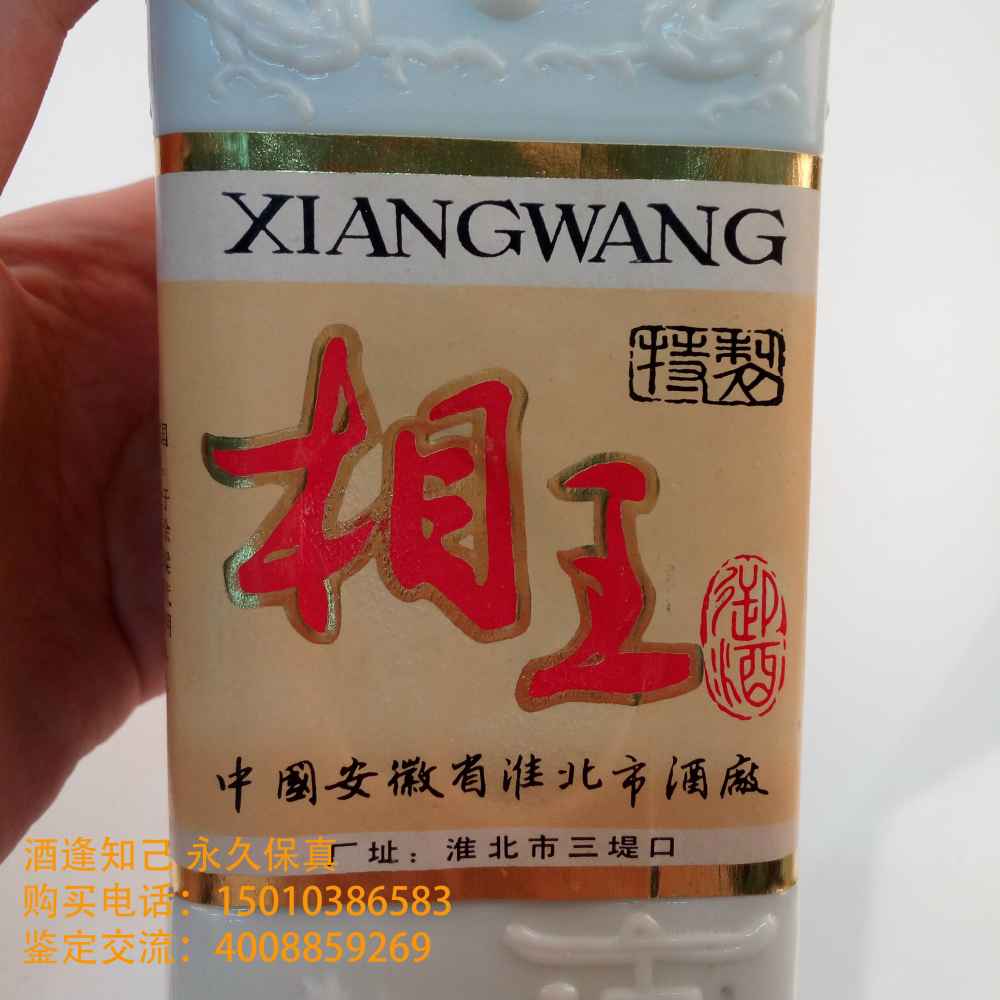 XIANGWANG
特製
相王
御酒
中國安徽省淮北市酒廠
厂址：淮北市三堤口
酒逢知己 永久保真
购买电话：15010386583
鉴定交流：4008859269